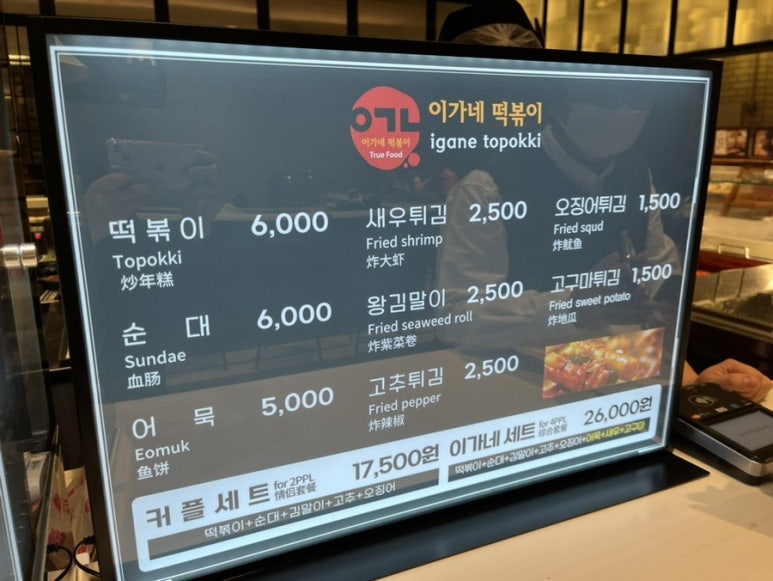 이가
이가네 떡볶이
True Food
이가네 떡볶이
igane topokki
떡볶이 6,000
Topokki
炒年糕
순대 6,000
Sundae
血肠
어묵 5,000
Eomuk
鱼饼
새우튀김 2,500
Fried shrimp
炸大虾
왕김말이 2,500
Fried seaweed roll
炸紫菜卷
고추튀김 2,500
Fried pepper
炸辣椒
오징어튀김 1,500
Fried squd
炸鱿鱼
고구마튀김 1,500
Fried sweet potato
炸地瓜
커플세트 for 2PPL 情侣套餐 17,500원
떡볶이+순대+김말이+고추+오징어
이가네 세트 for 4PPL 综合套餐 26,000원
떡볶이+순대+김말이+고추+오징어+어묵+새우+고구마